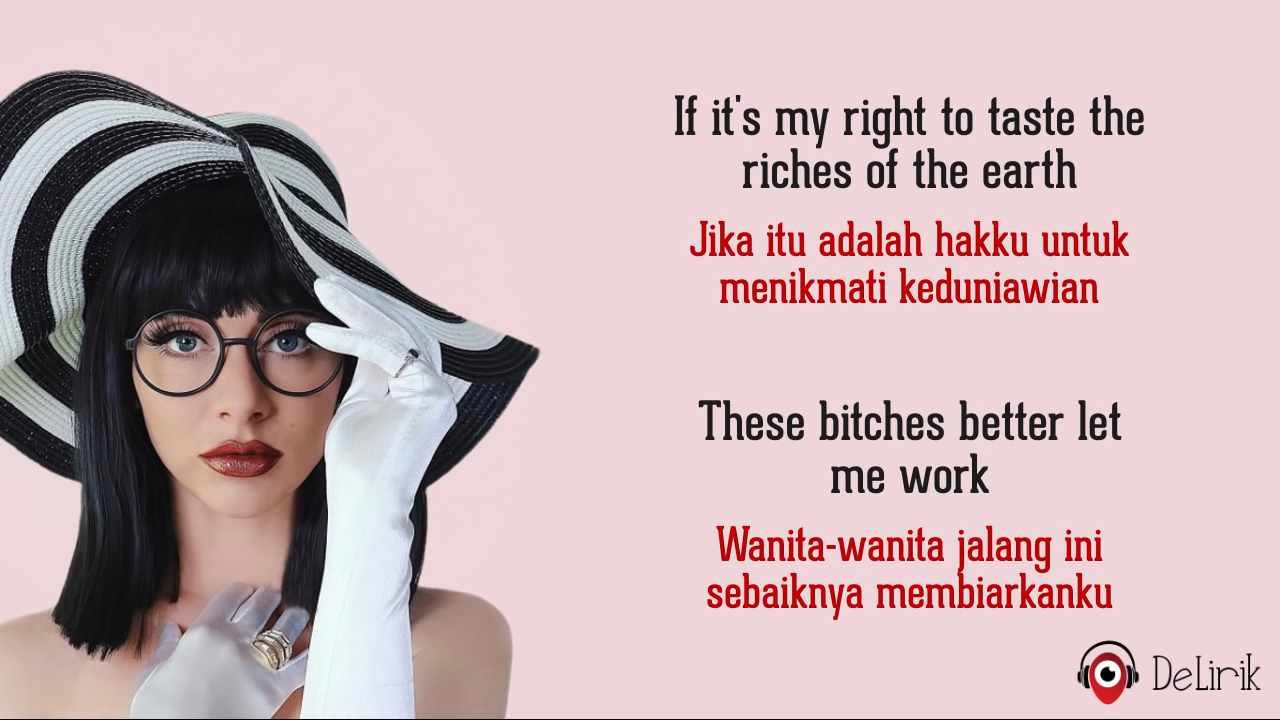 If it's my right to taste the
riches of the earth
Jika itu adalah hakku untuk
menikmati keduniawian
These bitches better let
me work
Wanita-wanita jalang ini
sebaiknya membiarkanku
DeLirik